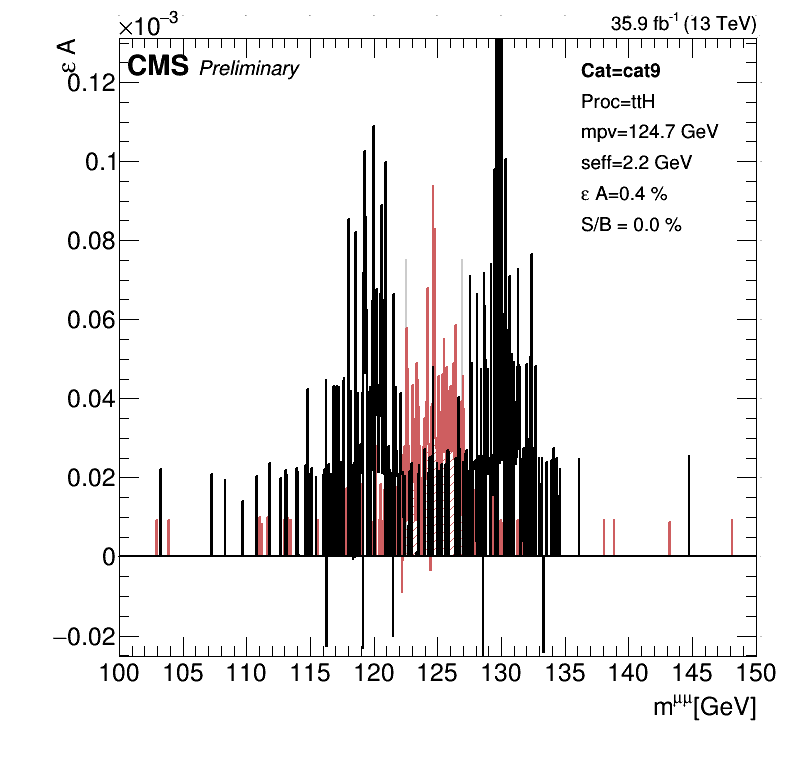 ×10⁻³
35.9 fb⁻¹ (13 TeV)
ε A
CMS Preliminary
Cat=cat9
Proc=ttH
mpv=124.7 GeV
seff=2.2 GeV
ε A=0.4 %
S/B = 0.0 %
0.12
0.1
0.08
0.06
0.04
0.02
0
−0.02
100 105 110 115 120 125 130 135 140 145 150
m^μμ[GeV]